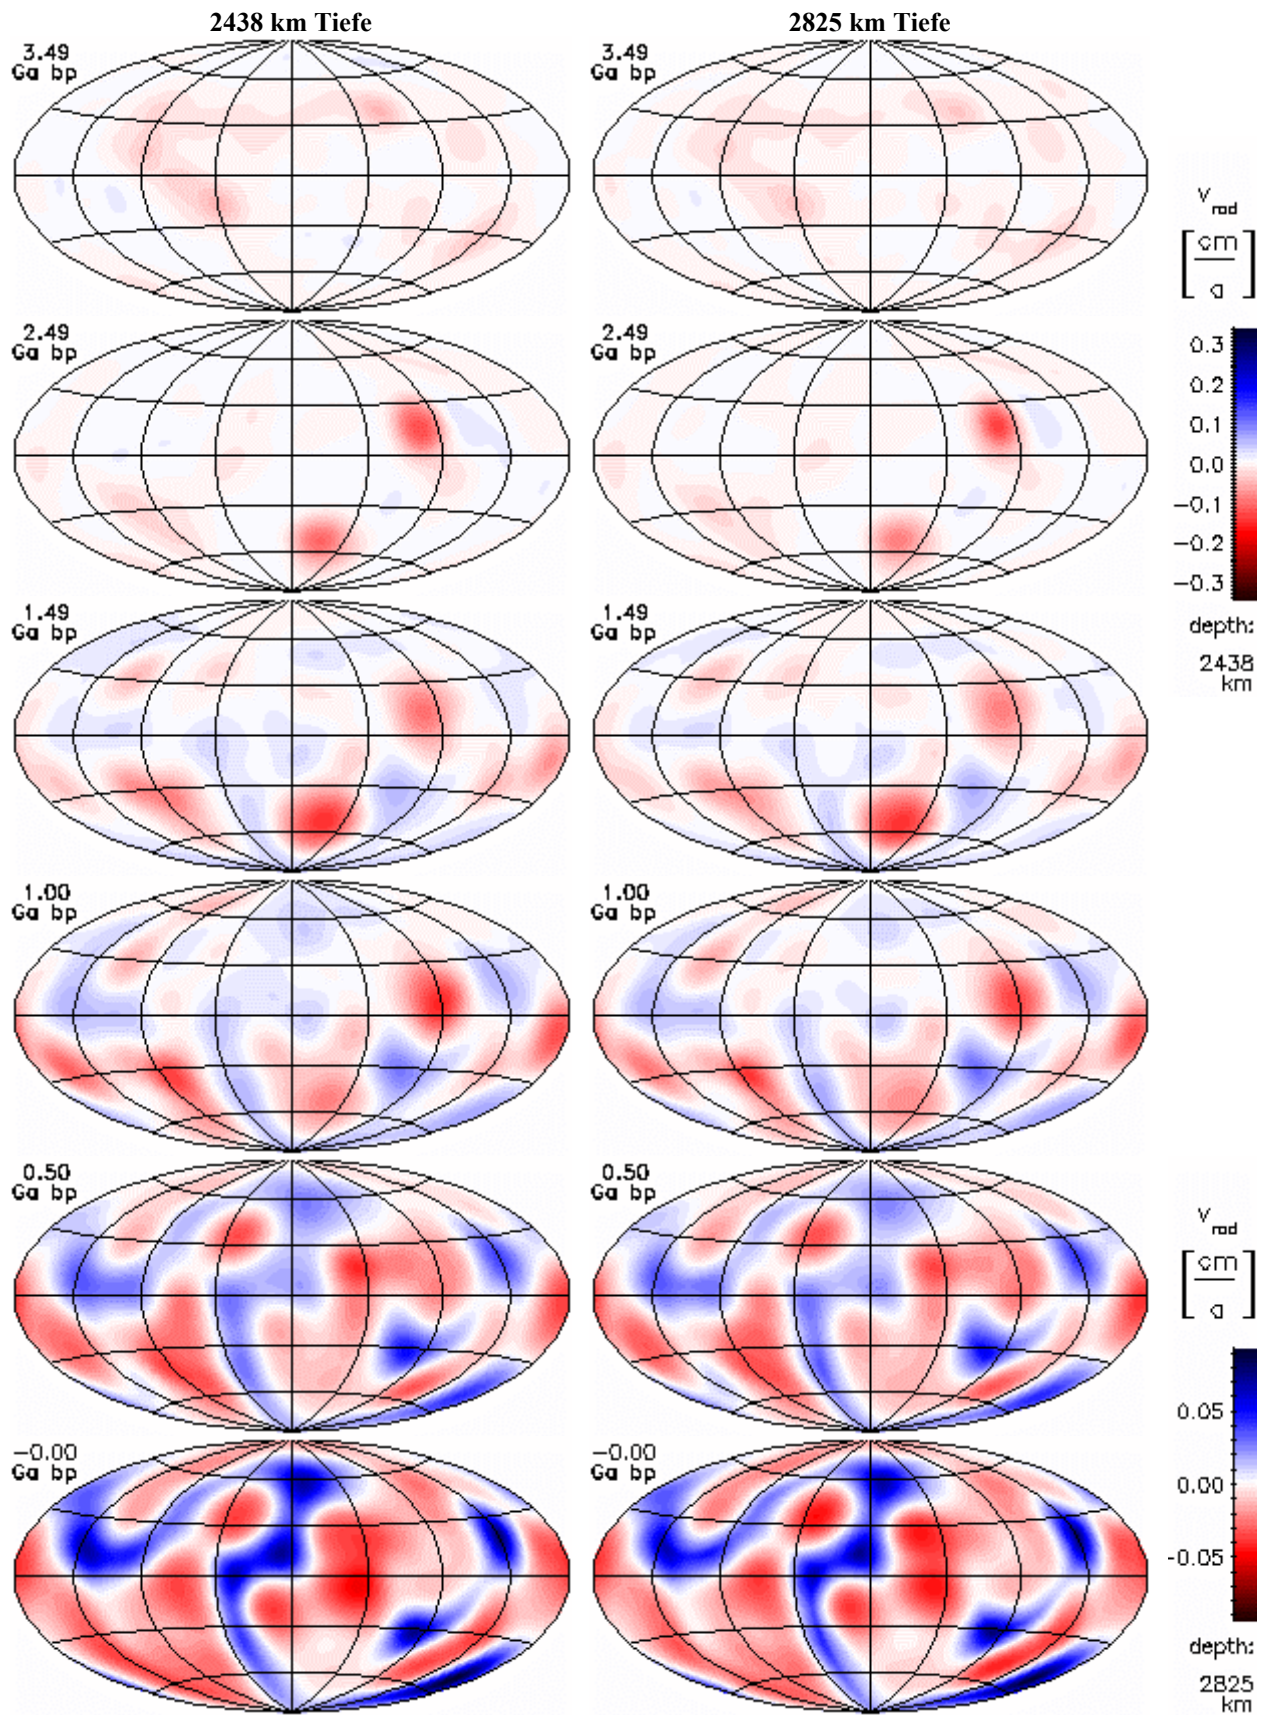 2438 km Tiefe 2825 km Tiefe
3.49 3.49
Ga bp Ga bp
v rad
[ cm / a ]
2.49 2.49
Ga bp Ga bp
0.3
0.2
0.1
0.0
−0.1
−0.2
−0.3
1.49 1.49
Ga bp Ga bp
depth:
2438
km
1.00 1.00
Ga bp Ga bp
0.50 0.50
Ga bp Ga bp
v rad
[ cm / a ]
0.05
0.00
-0.05
−0.00 −0.00
Ga bp Ga bp
depth:
2825
km